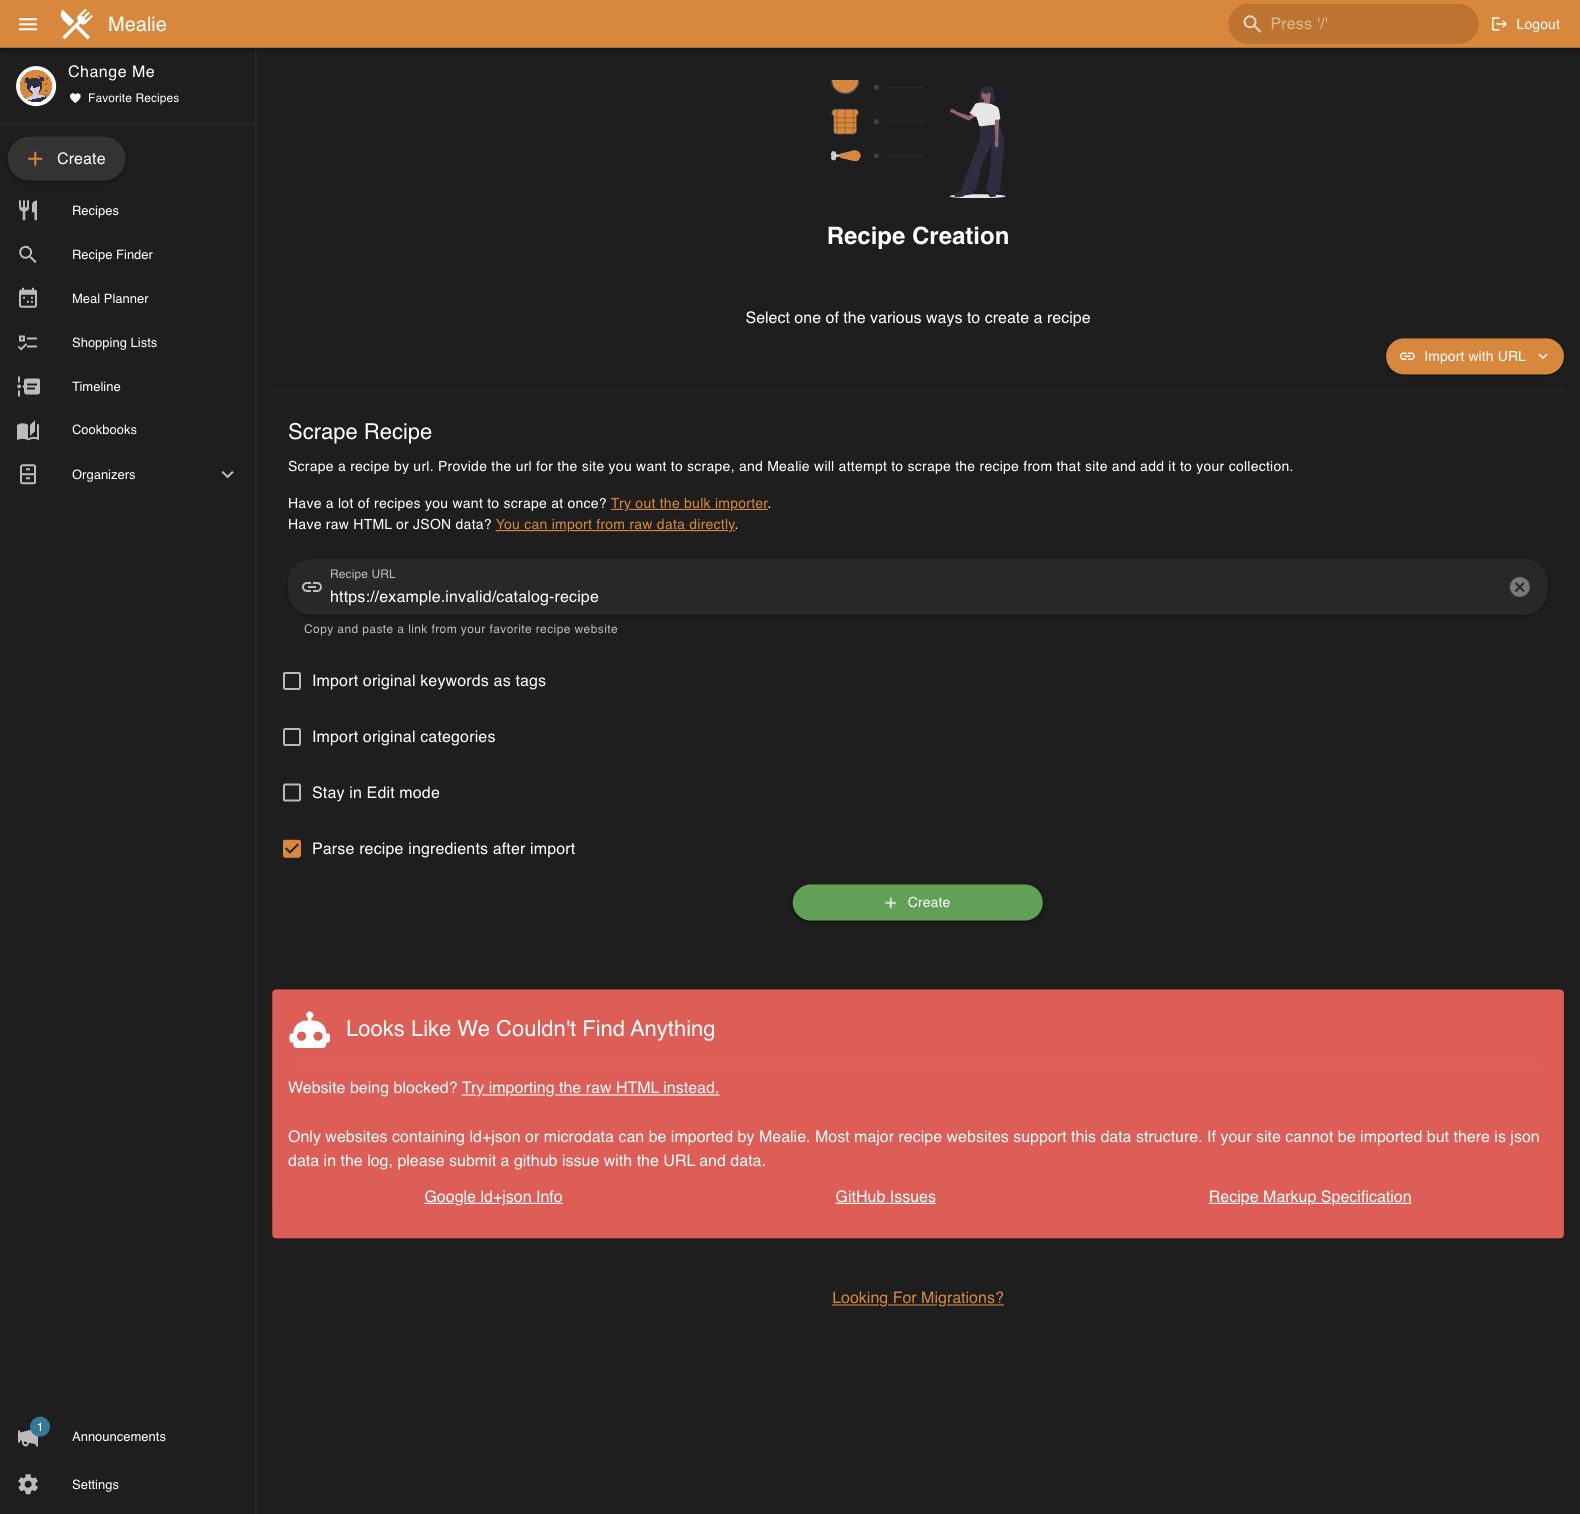 Mealie
Press '/'
Logout
Change Me
Favorite Recipes
Create
Recipes
Recipe Finder
Meal Planner
Shopping Lists
Timeline
Cookbooks
Organizers
Recipe Creation
Select one of the various ways to create a recipe
Import with URL
Scrape Recipe
Scrape a recipe by url. Provide the url for the site you want to scrape, and Mealie will attempt to scrape the recipe from that site and add it to your collection.
Have a lot of recipes you want to scrape at once? Try out the bulk importer.
Have raw HTML or JSON data? You can import from raw data directly.
Recipe URL
https://example.invalid/catalog-recipe
Copy and paste a link from your favorite recipe website
Import original keywords as tags
Import original categories
Stay in Edit mode
Parse recipe ingredients after import
Create
Looks Like We Couldn't Find Anything
Website being blocked? Try importing the raw HTML instead.
Only websites containing ld+json or microdata can be imported by Mealie. Most major recipe websites support this data structure. If your site cannot be imported but there is json
data in the log, please submit a github issue with the URL and data.
Google ld+json Info
GitHub Issues
Recipe Markup Specification
Looking For Migrations?
1
Announcements
Settings